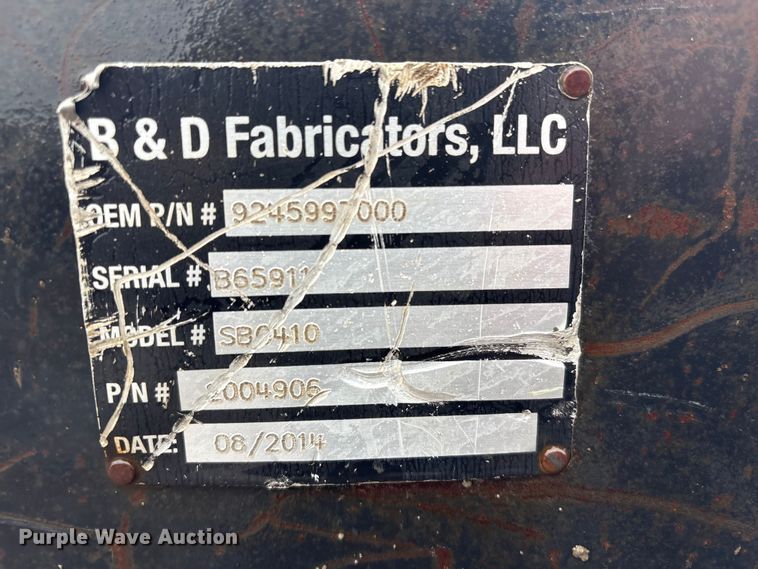 B & D Fabricators, LLC
OEM P/N # 9245997000
SERIAL # B65911
MODEL # SB0410
P/N # 2004906
DATE: 08/2014
Purple Wave Auction